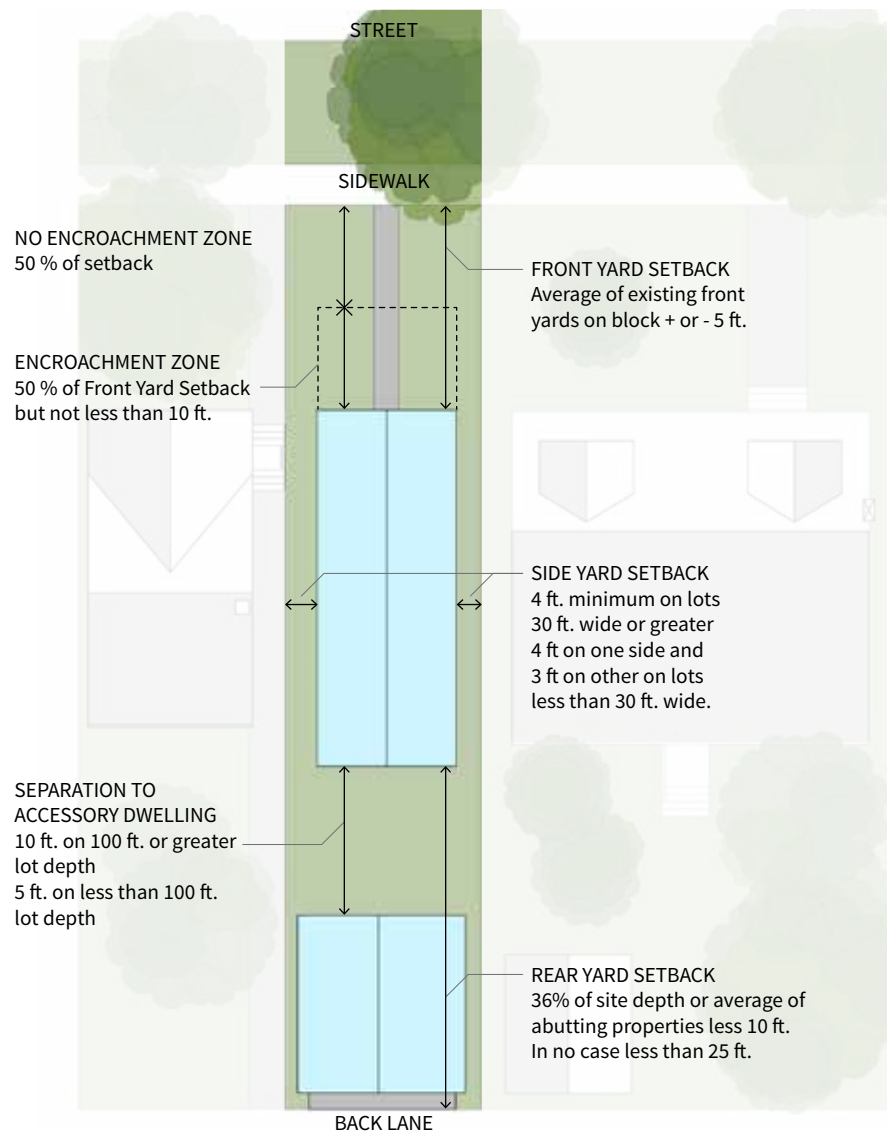 STREET
SIDEWALK
NO ENCROACHMENT ZONE
50 % of setback
FRONT YARD SETBACK
Average of existing front
yards on block + or - 5 ft.
ENCROACHMENT ZONE
50 % of Front Yard Setback
but not less than 10 ft.
SIDE YARD SETBACK
4 ft. minimum on lots
30 ft. wide or greater
4 ft on one side and
3 ft on other on lots
less than 30 ft. wide.
SEPARATION TO
ACCESSORY DWELLING
10 ft. on 100 ft. or greater
lot depth
5 ft. on less than 100 ft.
lot depth
REAR YARD SETBACK
36% of site depth or average of
abutting properties less 10 ft.
In no case less than 25 ft.
BACK LANE